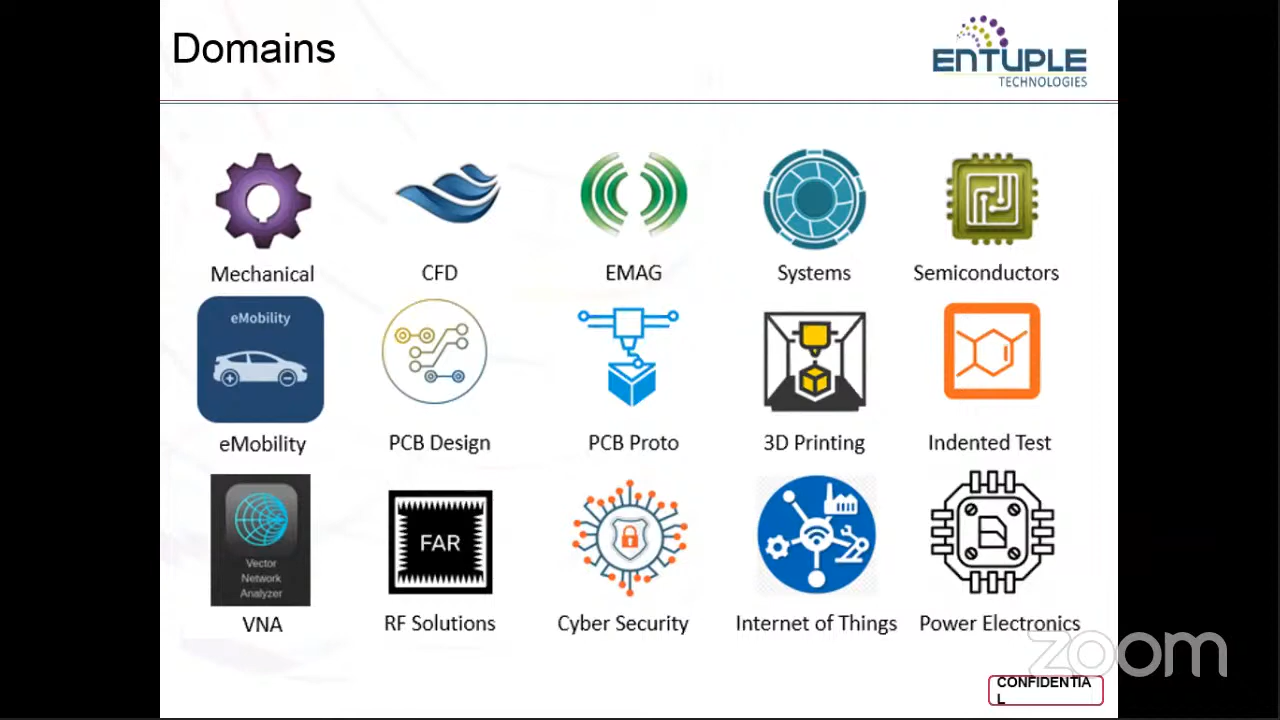 Domains
ENTUPLE
TECHNOLOGIES
Mechanical
CFD
EMAG
Systems
Semiconductors
eMobility
eMobility
PCB Design
PCB Proto
3D Printing
Indented Test
Vector
Network
Analyzer
VNA
FAR
RF Solutions
Cyber Security
Internet of Things
Power Electronics
zoom
CONFIDENTIA
L